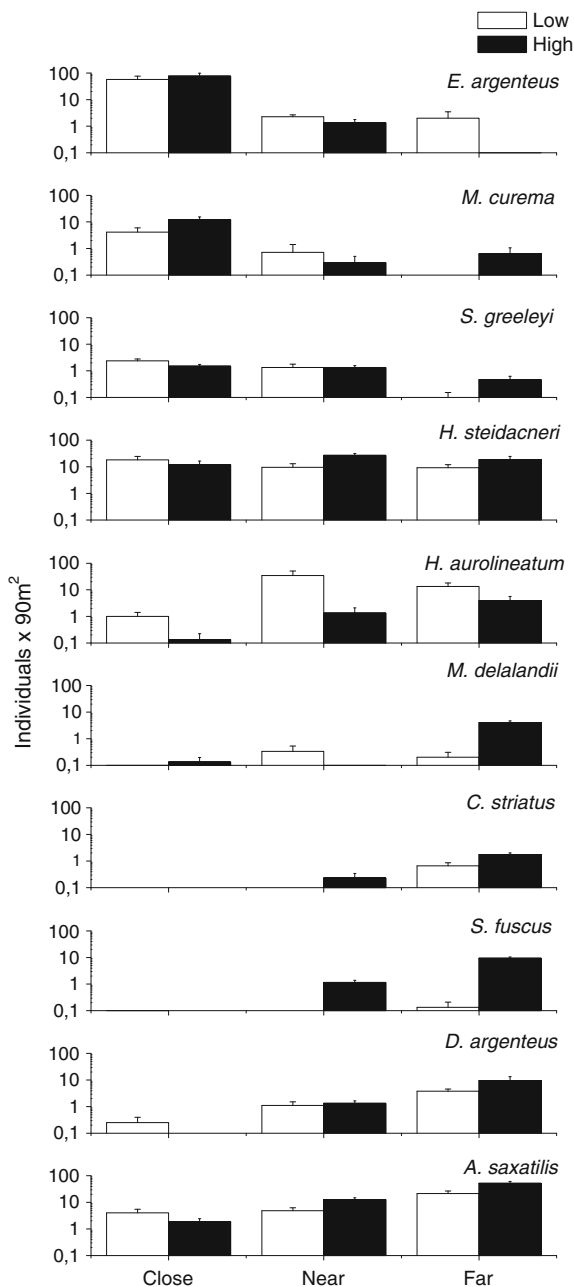 Low
High
E. argenteus
100
10
1
0,1
M. curema
100
10
1
0,1
S. greeleyi
100
10
1
0,1
H. steidacneri
100
10
1
0,1
H. aurolineatum
100
10
1
0,1
M. delalandii
100
10
1
0,1
C. striatus
100
10
1
0,1
S. fuscus
100
10
1
0,1
D. argenteus
100
10
1
0,1
A. saxatilis
100
10
1
0,1
Individuals x 90m²
Close Near Far